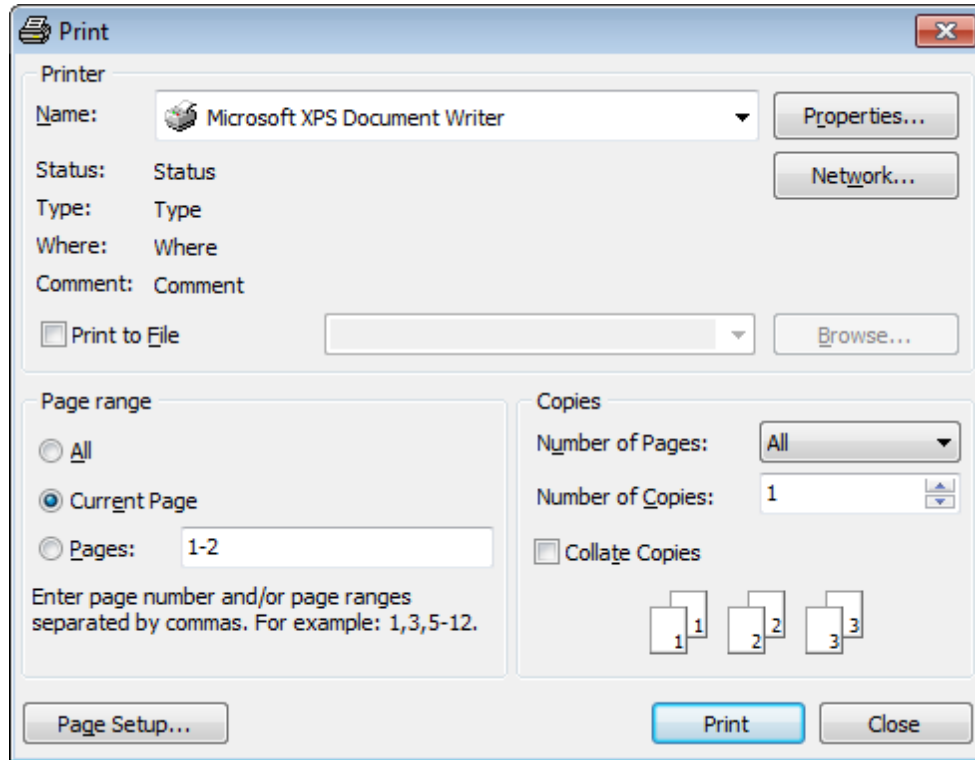 Print
Printer
Name: Microsoft XPS Document Writer Properties...
Status: Status Network...
Type: Type
Where: Where
Comment: Comment
Print to File Browse...
Page range
All
Current Page
Pages: 1-2
Enter page number and/or page ranges
separated by commas. For example: 1,3,5-12.
Copies
Number of Pages: All
Number of Copies: 1
Collate Copies
1 1 2 2 3 3
Page Setup... Print Close